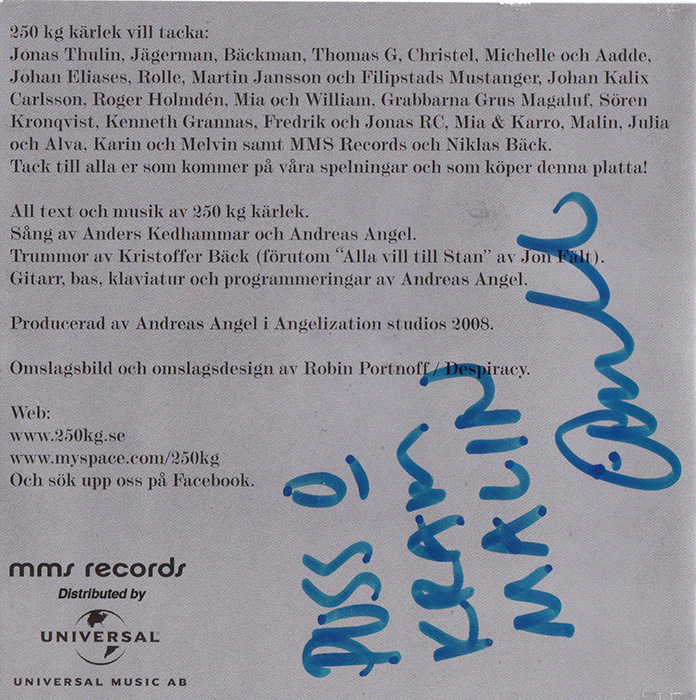 250 kg kärlek vill tacka:
Jonas Thulin, Jägerman, Bäckman, Thomas G, Christel, Michelle och Aadde,
Johan Eliases, Rolle, Martin Jansson och Filipstads Mustanger, Johan Kalix
Carlsson, Roger Holmdén, Mia och William, Grabbarna Grus Magaluf, Sören
Kronqvist, Kenneth Grannas, Fredrik och Jonas RC, Mia & Karro, Malin, Julia
och Alva, Karin och Melvin samt MMS Records och Niklas Bäck.
Tack till alla er som kommer på våra spelningar och som köper denna platta!
All text och musik av 250 kg kärlek.
Sång av Anders Kedhammar och Andreas Angel.
Trummor av Kristoffer Bäck (förutom “Alla vill till Stan” av Jon Fält).
Gitarr, bas, klaviatur och programmeringar av Andreas Angel.
Producerad av Andreas Angel i Angelization studios 2008.
Omslagsbild och omslagsdesign av Robin Portnoff / Despiracy.
Web:
www.250kg.se
www.myspace.com/250kg
Och sök upp oss på Facebook.
mms records
Distributed by
UNIVERSAL
UNIVERSAL MUSIC AB
PUSS O
KRAM
MALIN